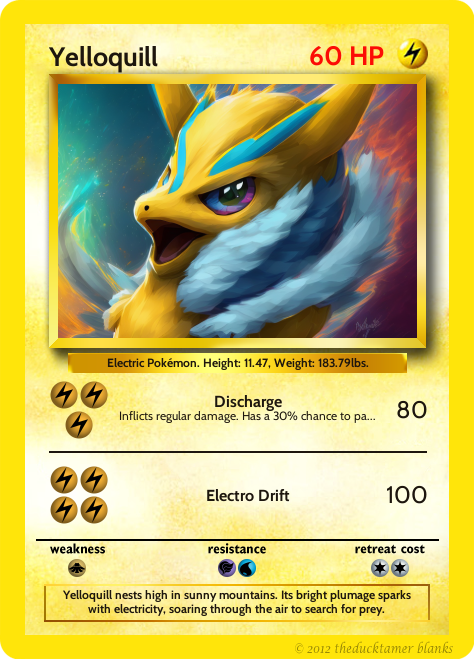 Yelloquill 60 HP
Electric Pokémon. Height: 11.47, Weight: 183.79lbs.
Discharge
Inflicts regular damage. Has a 30% chance to pa...
80
Electro Drift
100
weakness resistance retreat cost
Yelloquill nests high in sunny mountains. Its bright plumage sparks
with electricity, soaring through the air to search for prey.
© 2012 theducktamer blanks